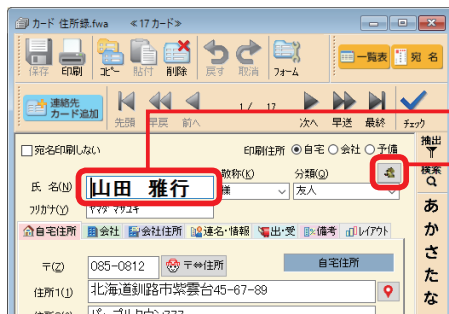 カード 住所録.fwa　≪17カード≫
保存 印刷 コピー 貼付 削除 戻す 取消 フォーム 一覧表 宛 名
連絡先カード追加 先頭 早戻 前へ 1/ 17 次へ 早送 最終 チェック
宛名印刷しない 印刷住所 自宅 会社 予備 抽出
敬称(K) 分類(Q) 検索
氏 名(N) 山田　雅行 様 友人
フリガナ(Y) ヤマダ マサユキ あ
自宅住所 会社 会社住所 連名・情報 出・受 備考 レイアウト か
〒(Z) 085-0812 〒⇔住所 自宅住所 さ
た
住所1(1) 北海道釧路市紫雲台45-67-89 な